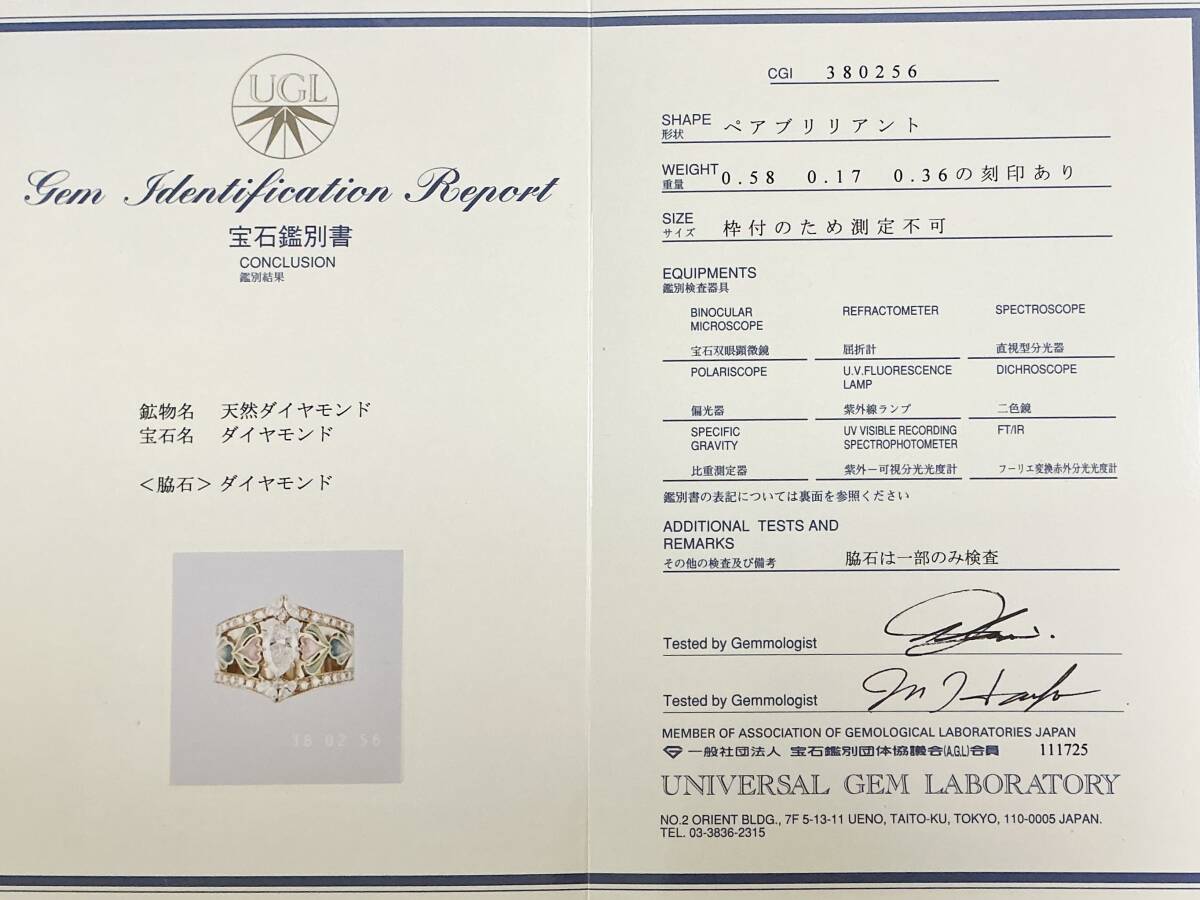 UGL
Gem Identification Report
宝石鑑別書
CONCLUSION
鑑別結果
鉱物名 天然ダイヤモンド
宝石名 ダイヤモンド
<脇石> ダイヤモンド
38 02 56
CGI 380256
SHAPE ペアブリリアント
形状
WEIGHT 0.58 0.17 0.36の刻印あり
重量
SIZE 枠付のため測定不可
サイズ
EQUIPMENTS
鑑別検査器具
BINOCULAR MICROSCOPE REFRACTOMETER SPECTROSCOPE
宝石双眼顕微鏡 屈折計 直視型分光器
POLARISCOPE U.V.FLUORESCENCE LAMP DICHROSCOPE
偏光器 紫外線ランプ 二色鏡
SPECIFIC GRAVITY UV VISIBLE RECORDING SPECTROPHOTOMETER FT/IR
比重測定器 紫外ー可視分光光度計 フーリエ変換赤外分光光度計
鑑別書の表記については裏面を参照ください
ADDITIONAL TESTS AND
REMARKS
その他の検査及び備考 脇石は一部のみ検査
Tested by Gemmologist
Tested by Gemmologist
MEMBER OF ASSOCIATION OF GEMOLOGICAL LABORATORIES JAPAN
一般社団法人 宝石鑑別団体協議会(A.G.L)会員 111725
UNIVERSAL GEM LABORATORY
NO.2 ORIENT BLDG., 7F 5-13-11 UENO, TAITO-KU, TOKYO, 110-0005 JAPAN.
TEL. 03-3836-2315